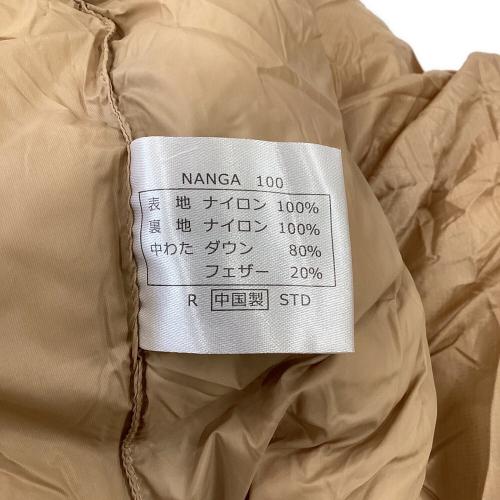 NANGA 100
表 地 ナイロン 100%
裏 地 ナイロン 100%
中わた ダウン 80%
フェザー 20%
R 中国製 STD